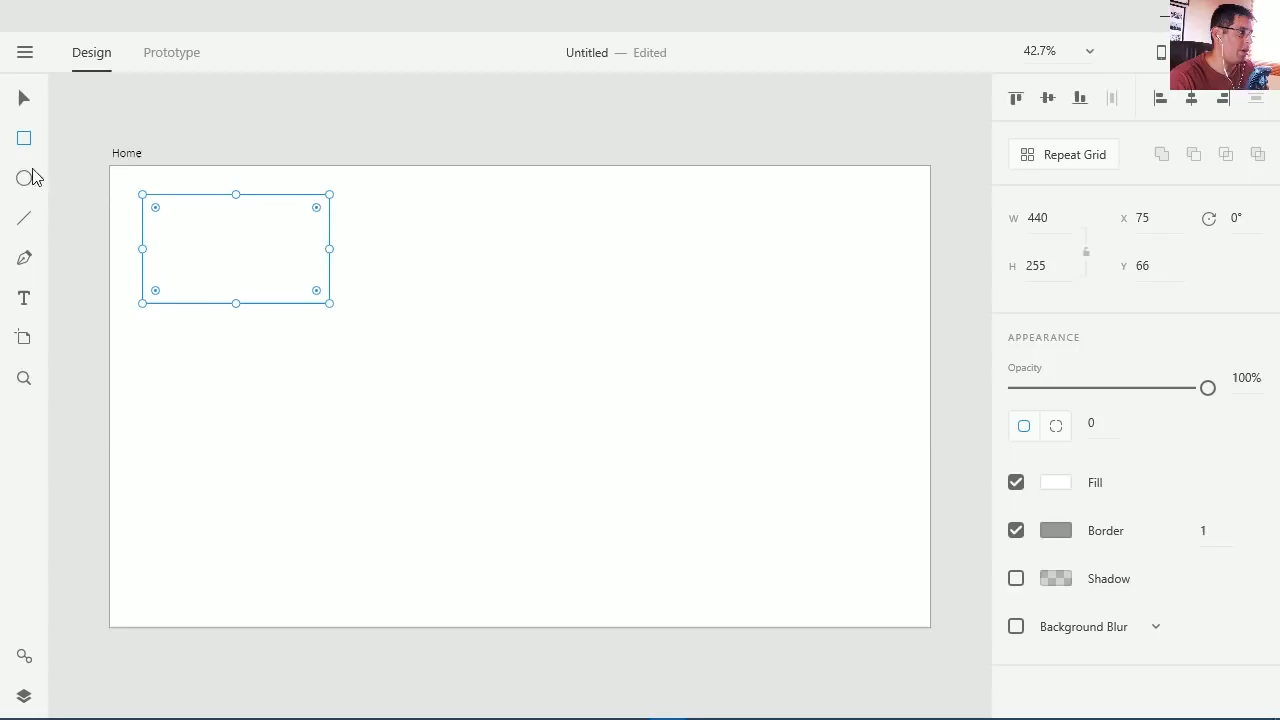 Design Prototype Untitled — Edited 42.7%
Home
Repeat Grid
W 440 X 75 0°
H 255 Y 66
APPEARANCE
Opacity
100%
0
Fill
Border 1
Shadow
Background Blur